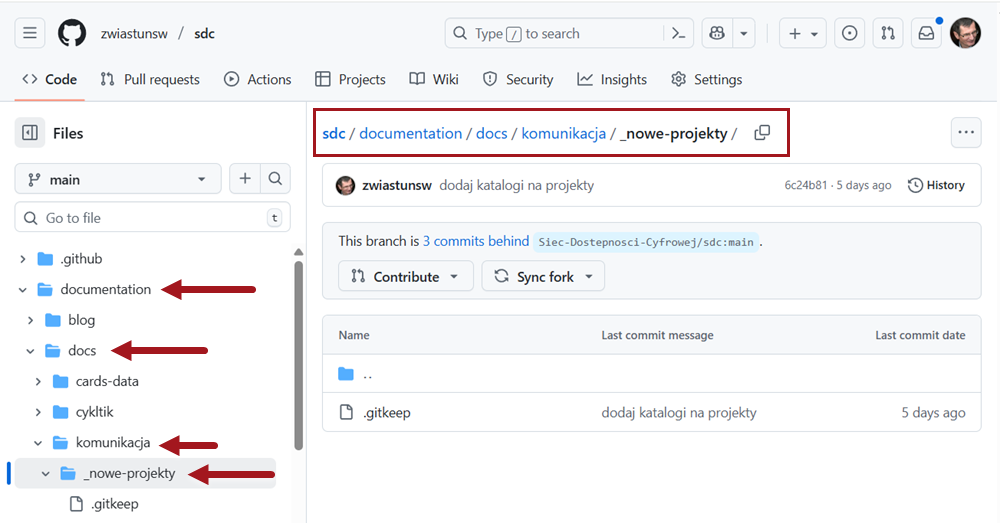 zwiastunsw / sdc
Type / to search
Code
Pull requests
Actions
Projects
Wiki
Security
Insights
Settings
Files
main
Go to file
t
.github
documentation
blog
docs
cards-data
cykltik
komunikacja
_nowe-projekty
.gitkeep
sdc / documentation / docs / komunikacja / _nowe-projekty /
zwiastunsw dodaj katalogi na projekty
6c24b81 · 5 days ago
History
This branch is 3 commits behind Siec-Dostepnosci-Cyfrowej/sdc:main .
Contribute
Sync fork
Name Last commit message Last commit date
..
.gitkeep dodaj katalogi na projekty 5 days ago